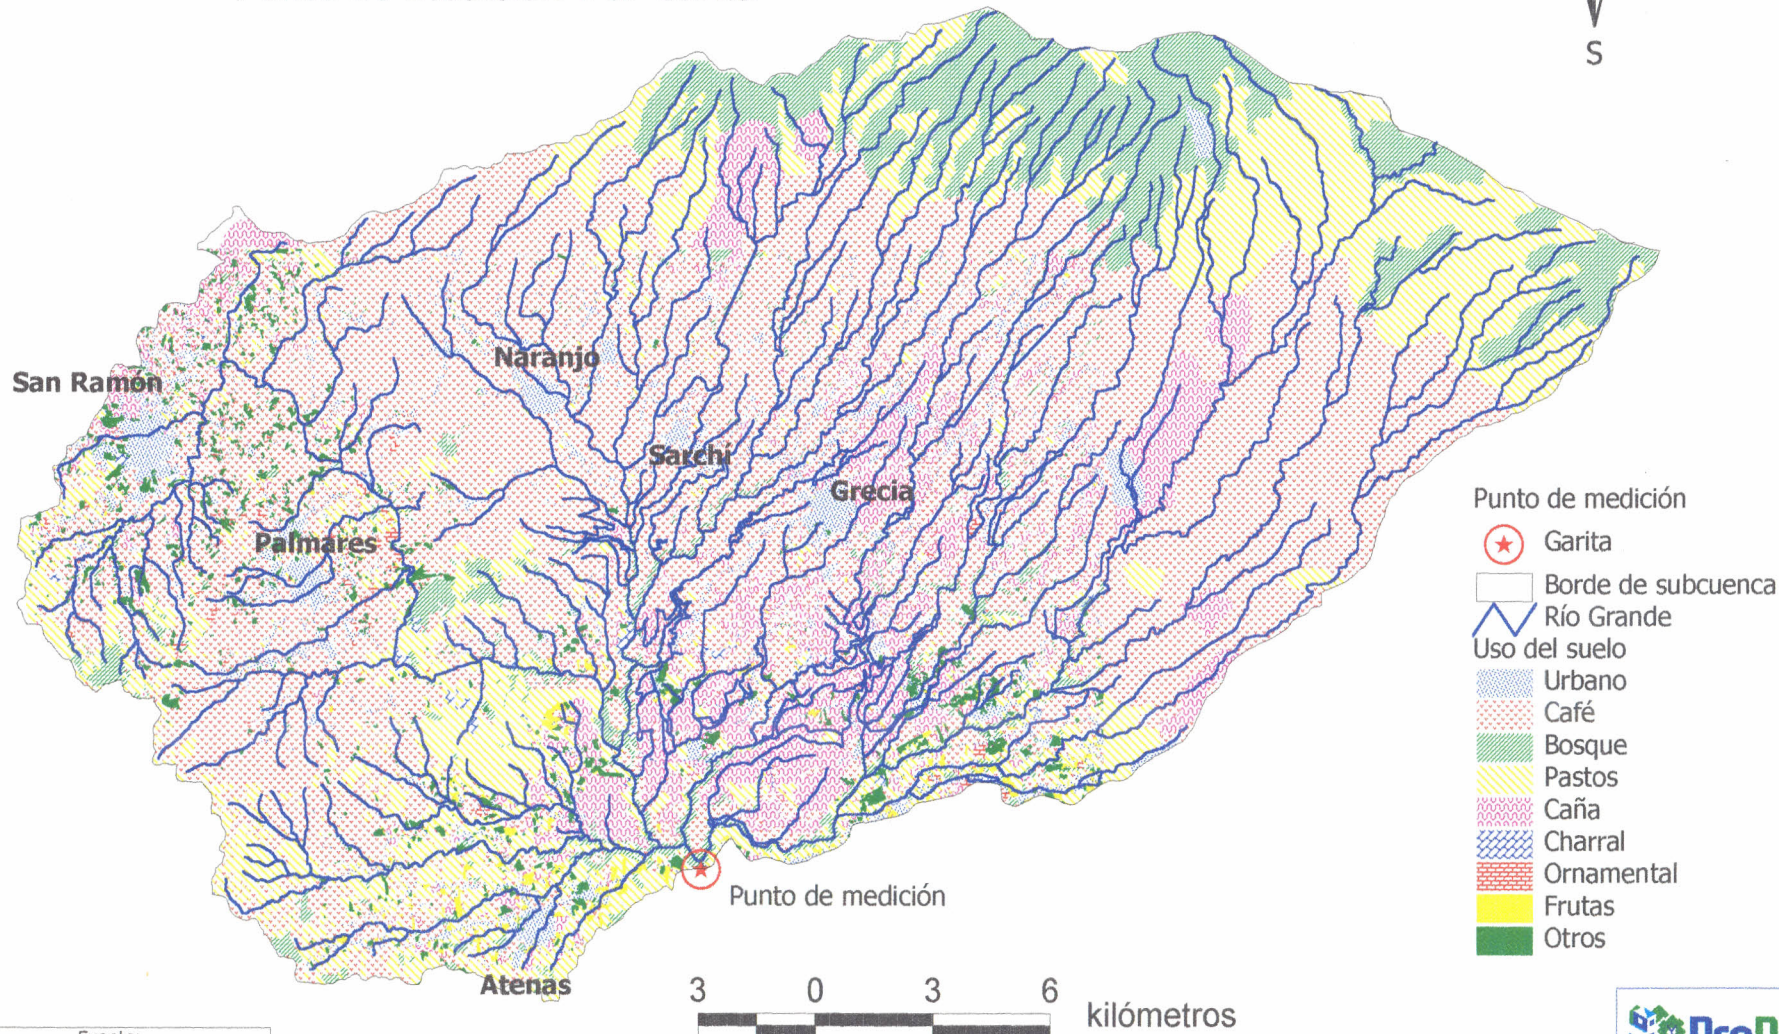 S
San Ramón
Naranjo
Sarchí
Grecia
Palmares
Atenas
Punto de medición
Punto de medición
Garita
Borde de subcuenca
Río Grande
Uso del suelo
Urbano
Café
Bosque
Pastos
Caña
Charral
Ornamental
Frutas
Otros
3 0 3 6
kilómetros